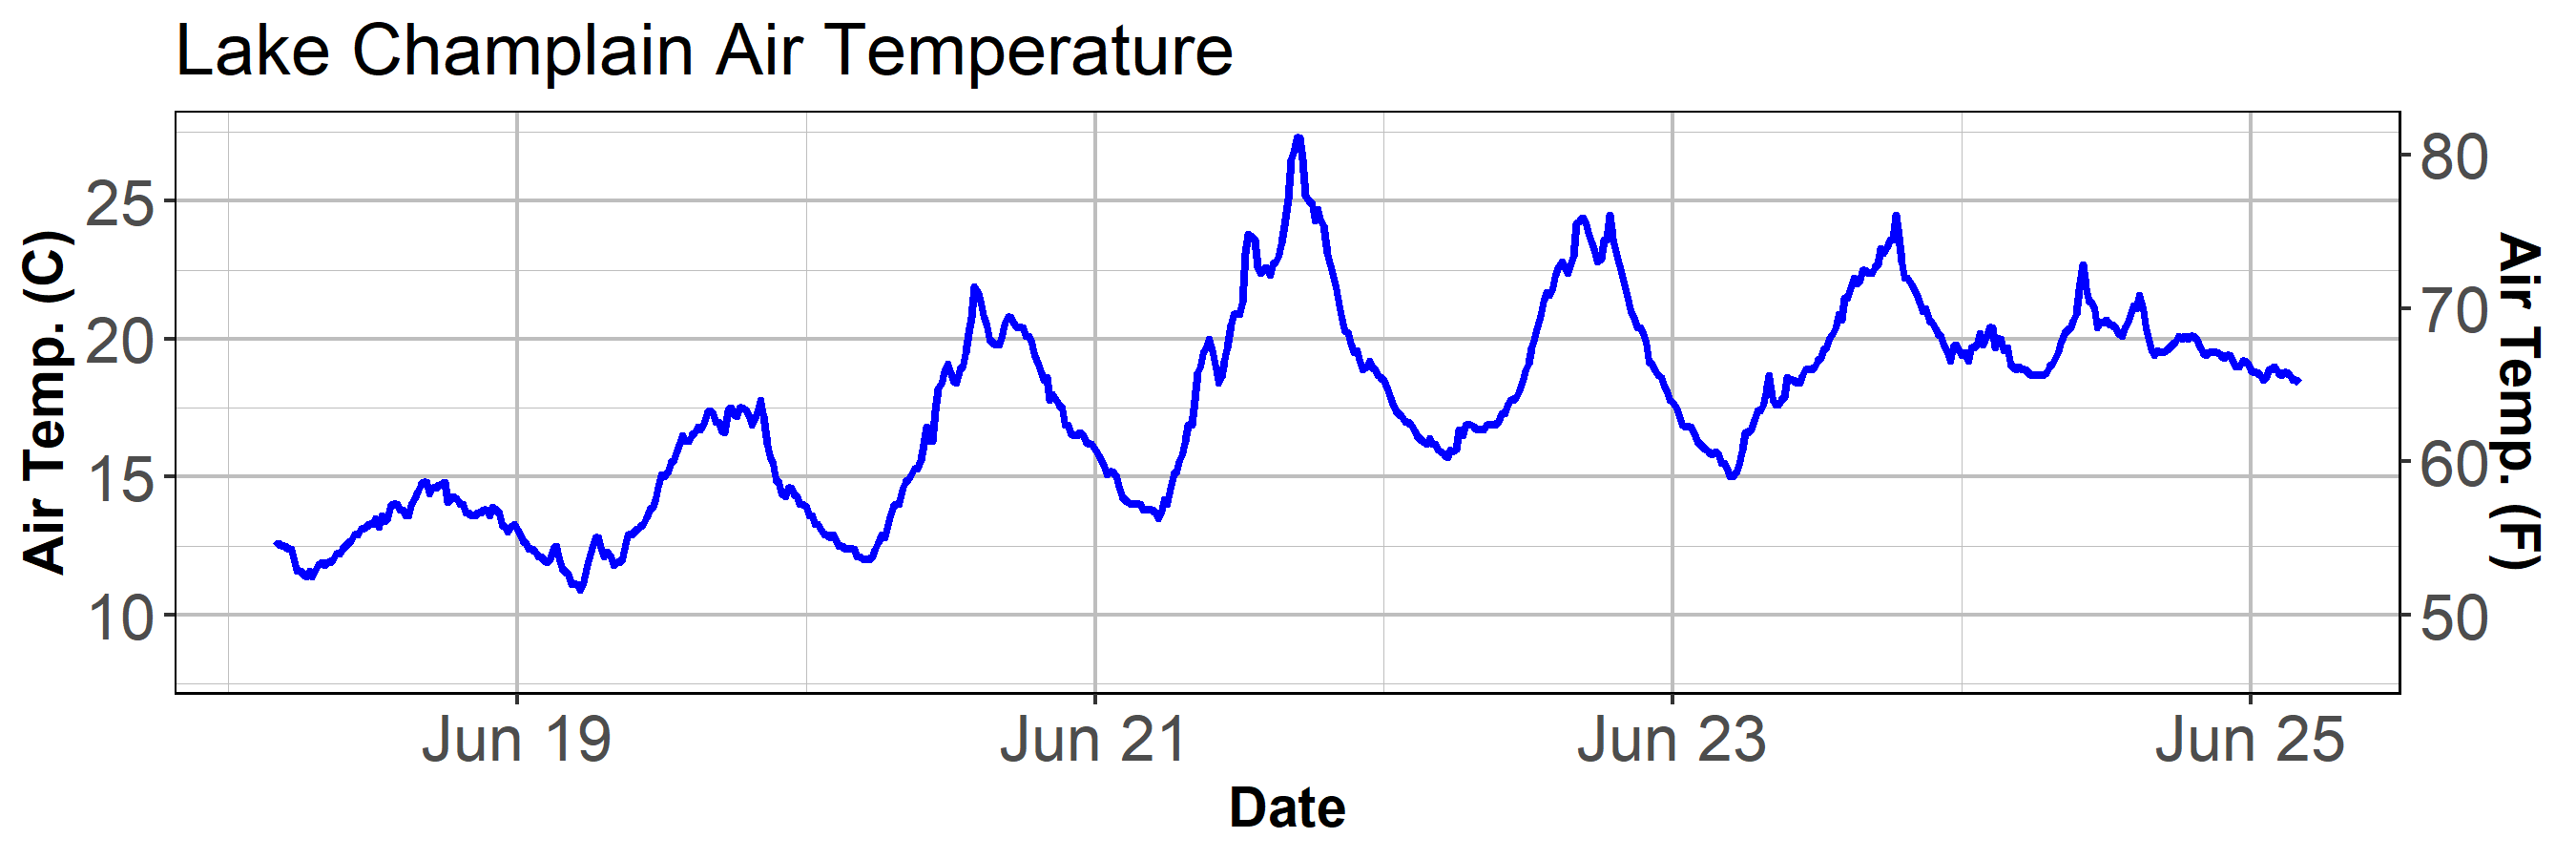 Lake Champlain Air Temperature
Air Temp. (C)
25
20
15
10
80
70
60
50
Air Temp. (F)
Jun 19
Jun 21
Jun 23
Jun 25
Date